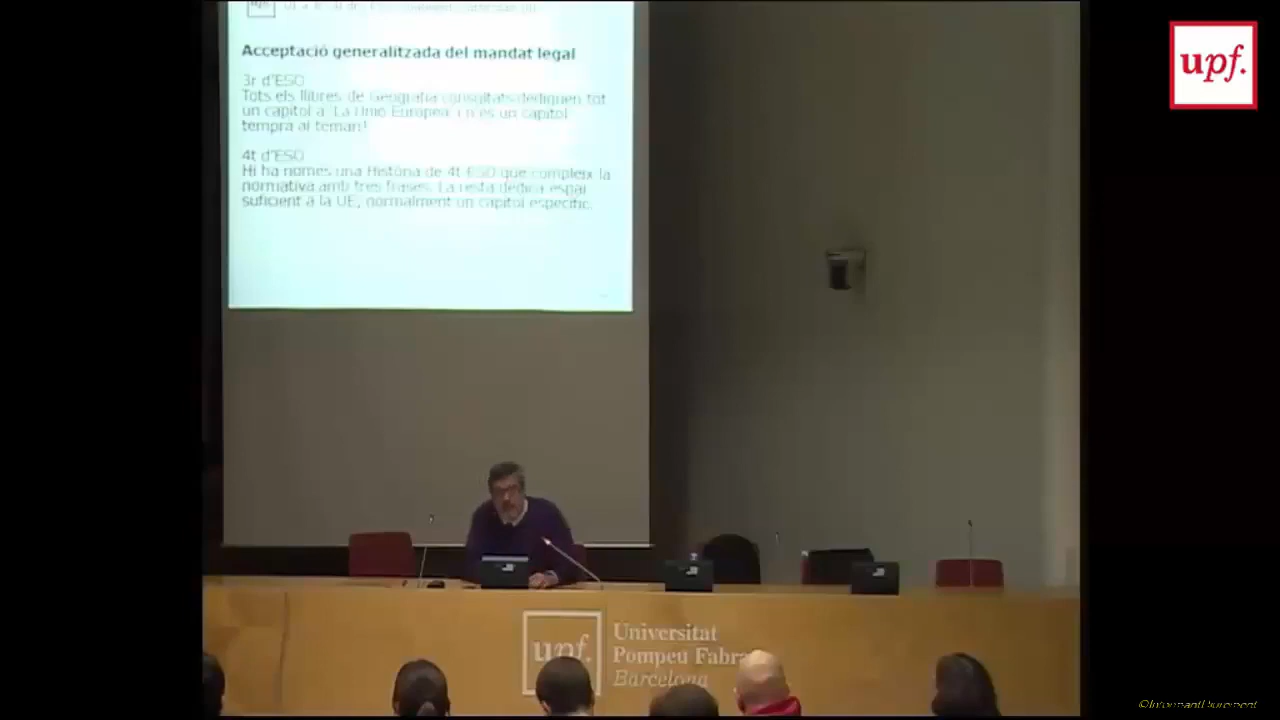 upf.
Acceptació generalitzada del mandat legal
3r d'ESO
Tots els llibres de Geografia consultats dediquen tot
un capítol a La Unió Europea i n'és un capítol
4t d'ESO
Hi ha només una Història de 4t ESO que compleix la
normativa amb tres frases. La resta dedica espai
suficient a la UE, normalment un capítol específic.
upf.
Universitat
Pompeu Fabra
Barcelona